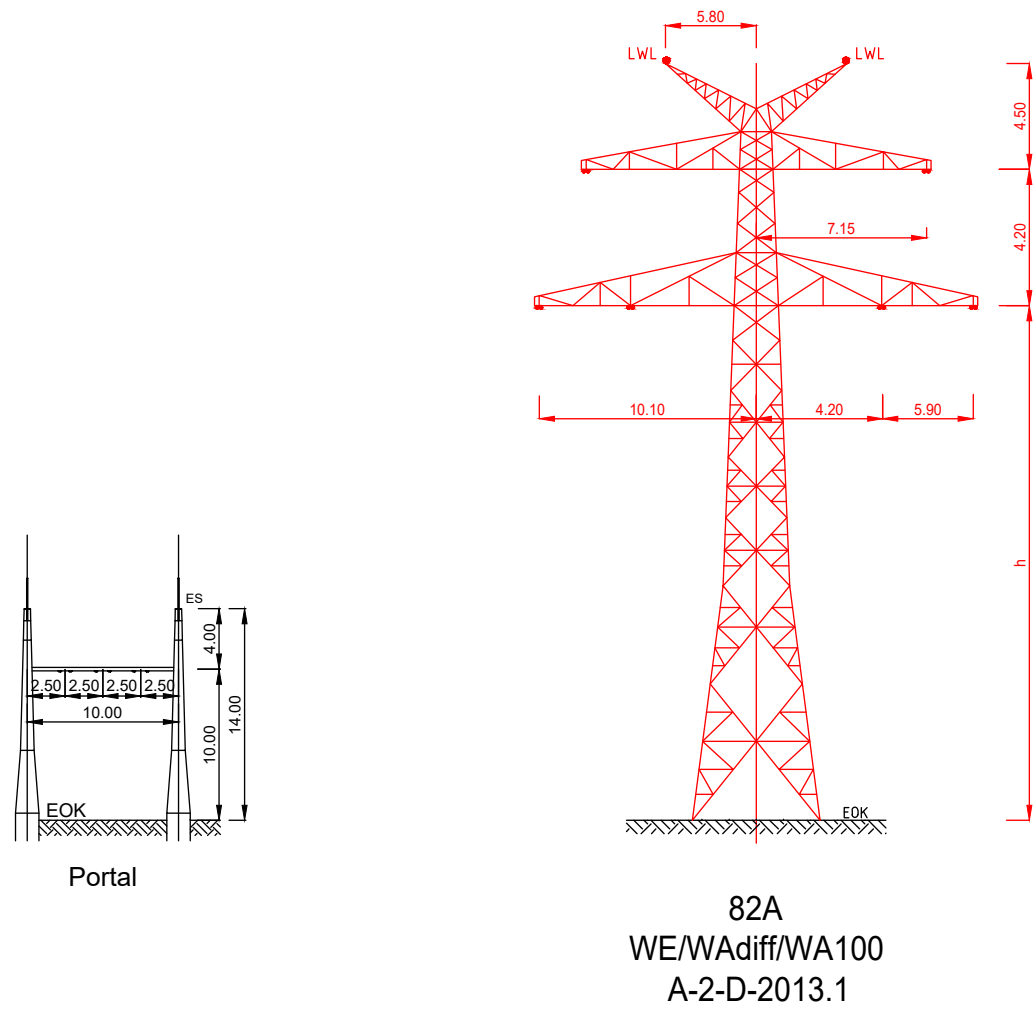 5.80
LWL
LWL
4.50
4.20
7.15
10.10
4.20
5.90
h
EOK
ES
4.00
2.50 2.50 2.50 2.50
10.00
10.00
14.00
EOK
Portal
82A
WE/WAdiff/WA100
A-2-D-2013.1